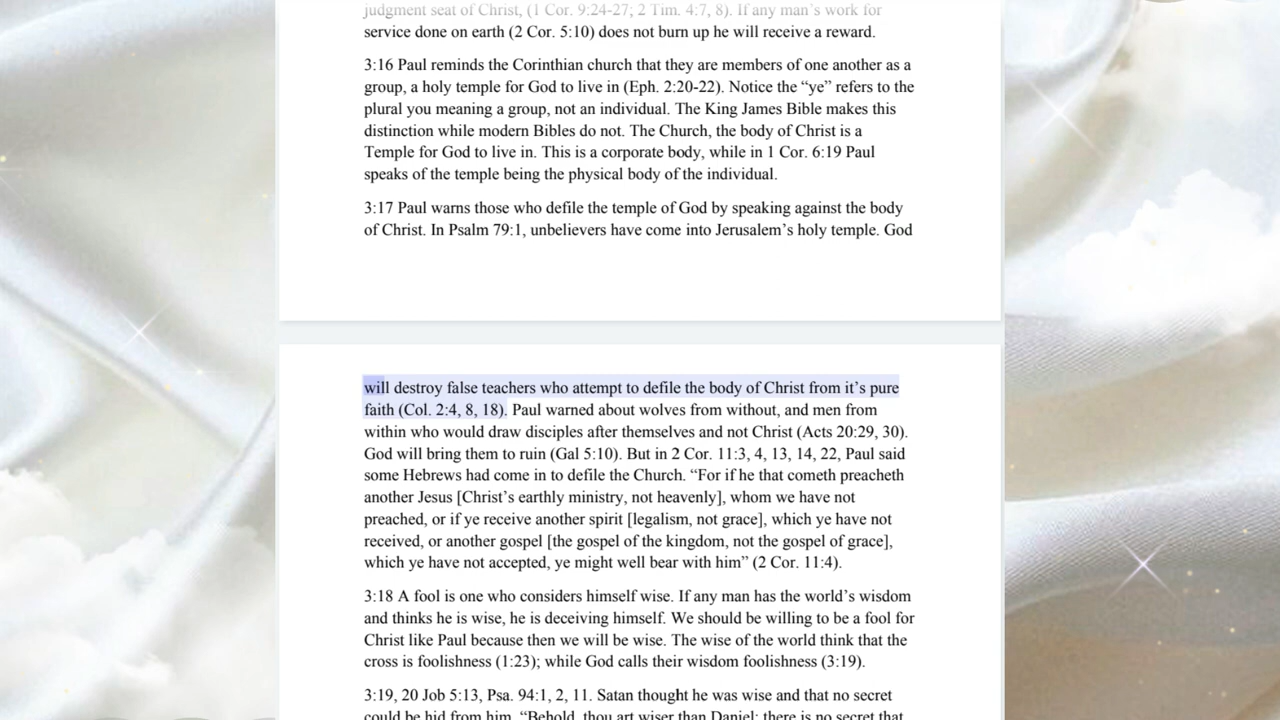 judgment seat of Christ, (1 Cor. 9:24-27; 2 Tim. 4:7, 8). If any man’s work for
service done on earth (2 Cor. 5:10) does not burn up he will receive a reward.
3:16 Paul reminds the Corinthian church that they are members of one another as a
group, a holy temple for God to live in (Eph. 2:20-22). Notice the “ye” refers to the
plural you meaning a group, not an individual. The King James Bible makes this
distinction while modern Bibles do not. The Church, the body of Christ is a
Temple for God to live in. This is a corporate body, while in 1 Cor. 6:19 Paul
speaks of the temple being the physical body of the individual.
3:17 Paul warns those who defile the temple of God by speaking against the body
of Christ. In Psalm 79:1, unbelievers have come into Jerusalem’s holy temple. God
will destroy false teachers who attempt to defile the body of Christ from it’s pure
faith (Col. 2:4, 8, 18). Paul warned about wolves from without, and men from
within who would draw disciples after themselves and not Christ (Acts 20:29, 30).
God will bring them to ruin (Gal 5:10). But in 2 Cor. 11:3, 4, 13, 14, 22, Paul said
some Hebrews had come in to defile the Church. “For if he that cometh preacheth
another Jesus [Christ’s earthly ministry, not heavenly], whom we have not
preached, or if ye receive another spirit [legalism, not grace], which ye have not
received, or another gospel [the gospel of the kingdom, not the gospel of grace],
which ye have not accepted, ye might well bear with him” (2 Cor. 11:4).
3:18 A fool is one who considers himself wise. If any man has the world’s wisdom
and thinks he is wise, he is deceiving himself. We should be willing to be a fool for
Christ like Paul because then we will be wise. The wise of the world think that the
cross is foolishness (1:23); while God calls their wisdom foolishness (3:19).
3:19, 20 Job 5:13, Psa. 94:1, 2, 11. Satan thought he was wise and that no secret
could be hid from him. “Behold, thou art wiser than Daniel; there is no secret that